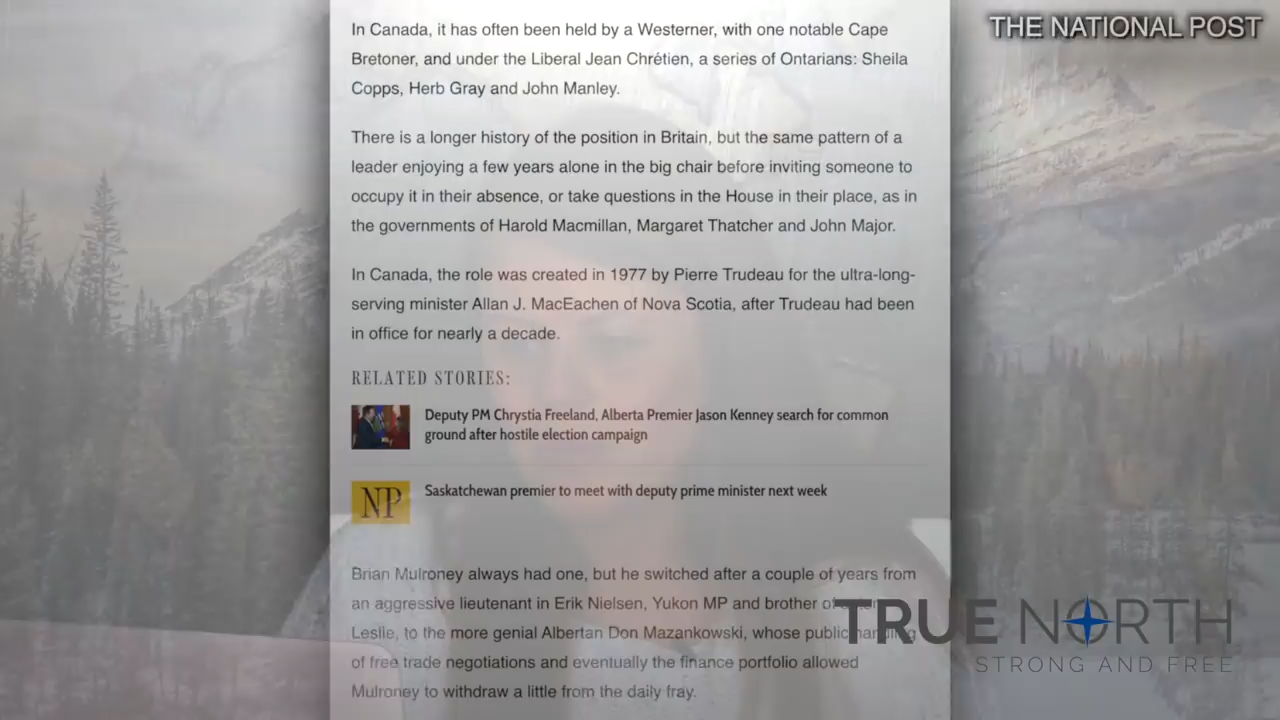 THE NATIONAL POST
In Canada, it has often been held by a Westerner, with one notable Cape
Bretoner, and under the Liberal Jean Chrétien, a series of Ontarians: Sheila
Copps, Herb Gray and John Manley.
There is a longer history of the position in Britain, but the same pattern of a
leader enjoying a few years alone in the big chair before inviting someone to
occupy it in their absence, or take questions in the House in their place, as in
the governments of Harold Macmillan, Margaret Thatcher and John Major.
In Canada, the role was created in 1977 by Pierre Trudeau for the ultra-long-
serving minister Allan J. MacEachen of Nova Scotia, after Trudeau had been
in office for nearly a decade.
RELATED STORIES:
Deputy PM Chrystia Freeland, Alberta Premier Jason Kenney search for common
ground after hostile election campaign
NP
Saskatchewan premier to meet with deputy prime minister next week
Brian Mulroney always had one, but he switched after a couple of years from
an aggressive lieutenant in Erik Nielsen, Yukon MP and brother of
Leslie, to the more genial Albertan Don Mazankowski, whose public
of free trade negotiations and eventually the finance portfolio allowed
Mulroney to withdraw a little from the daily fray.
TRUE NORTH
STRONG AND FREE